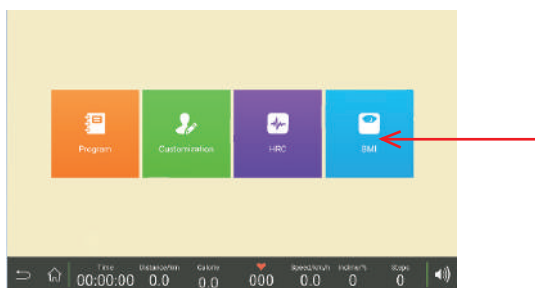 Program Customization HRC BMI
Time Distance/km Calorie Speed/km/h Incline/% Steps
00:00:00 0.0 0.0 000 0.0 0 0